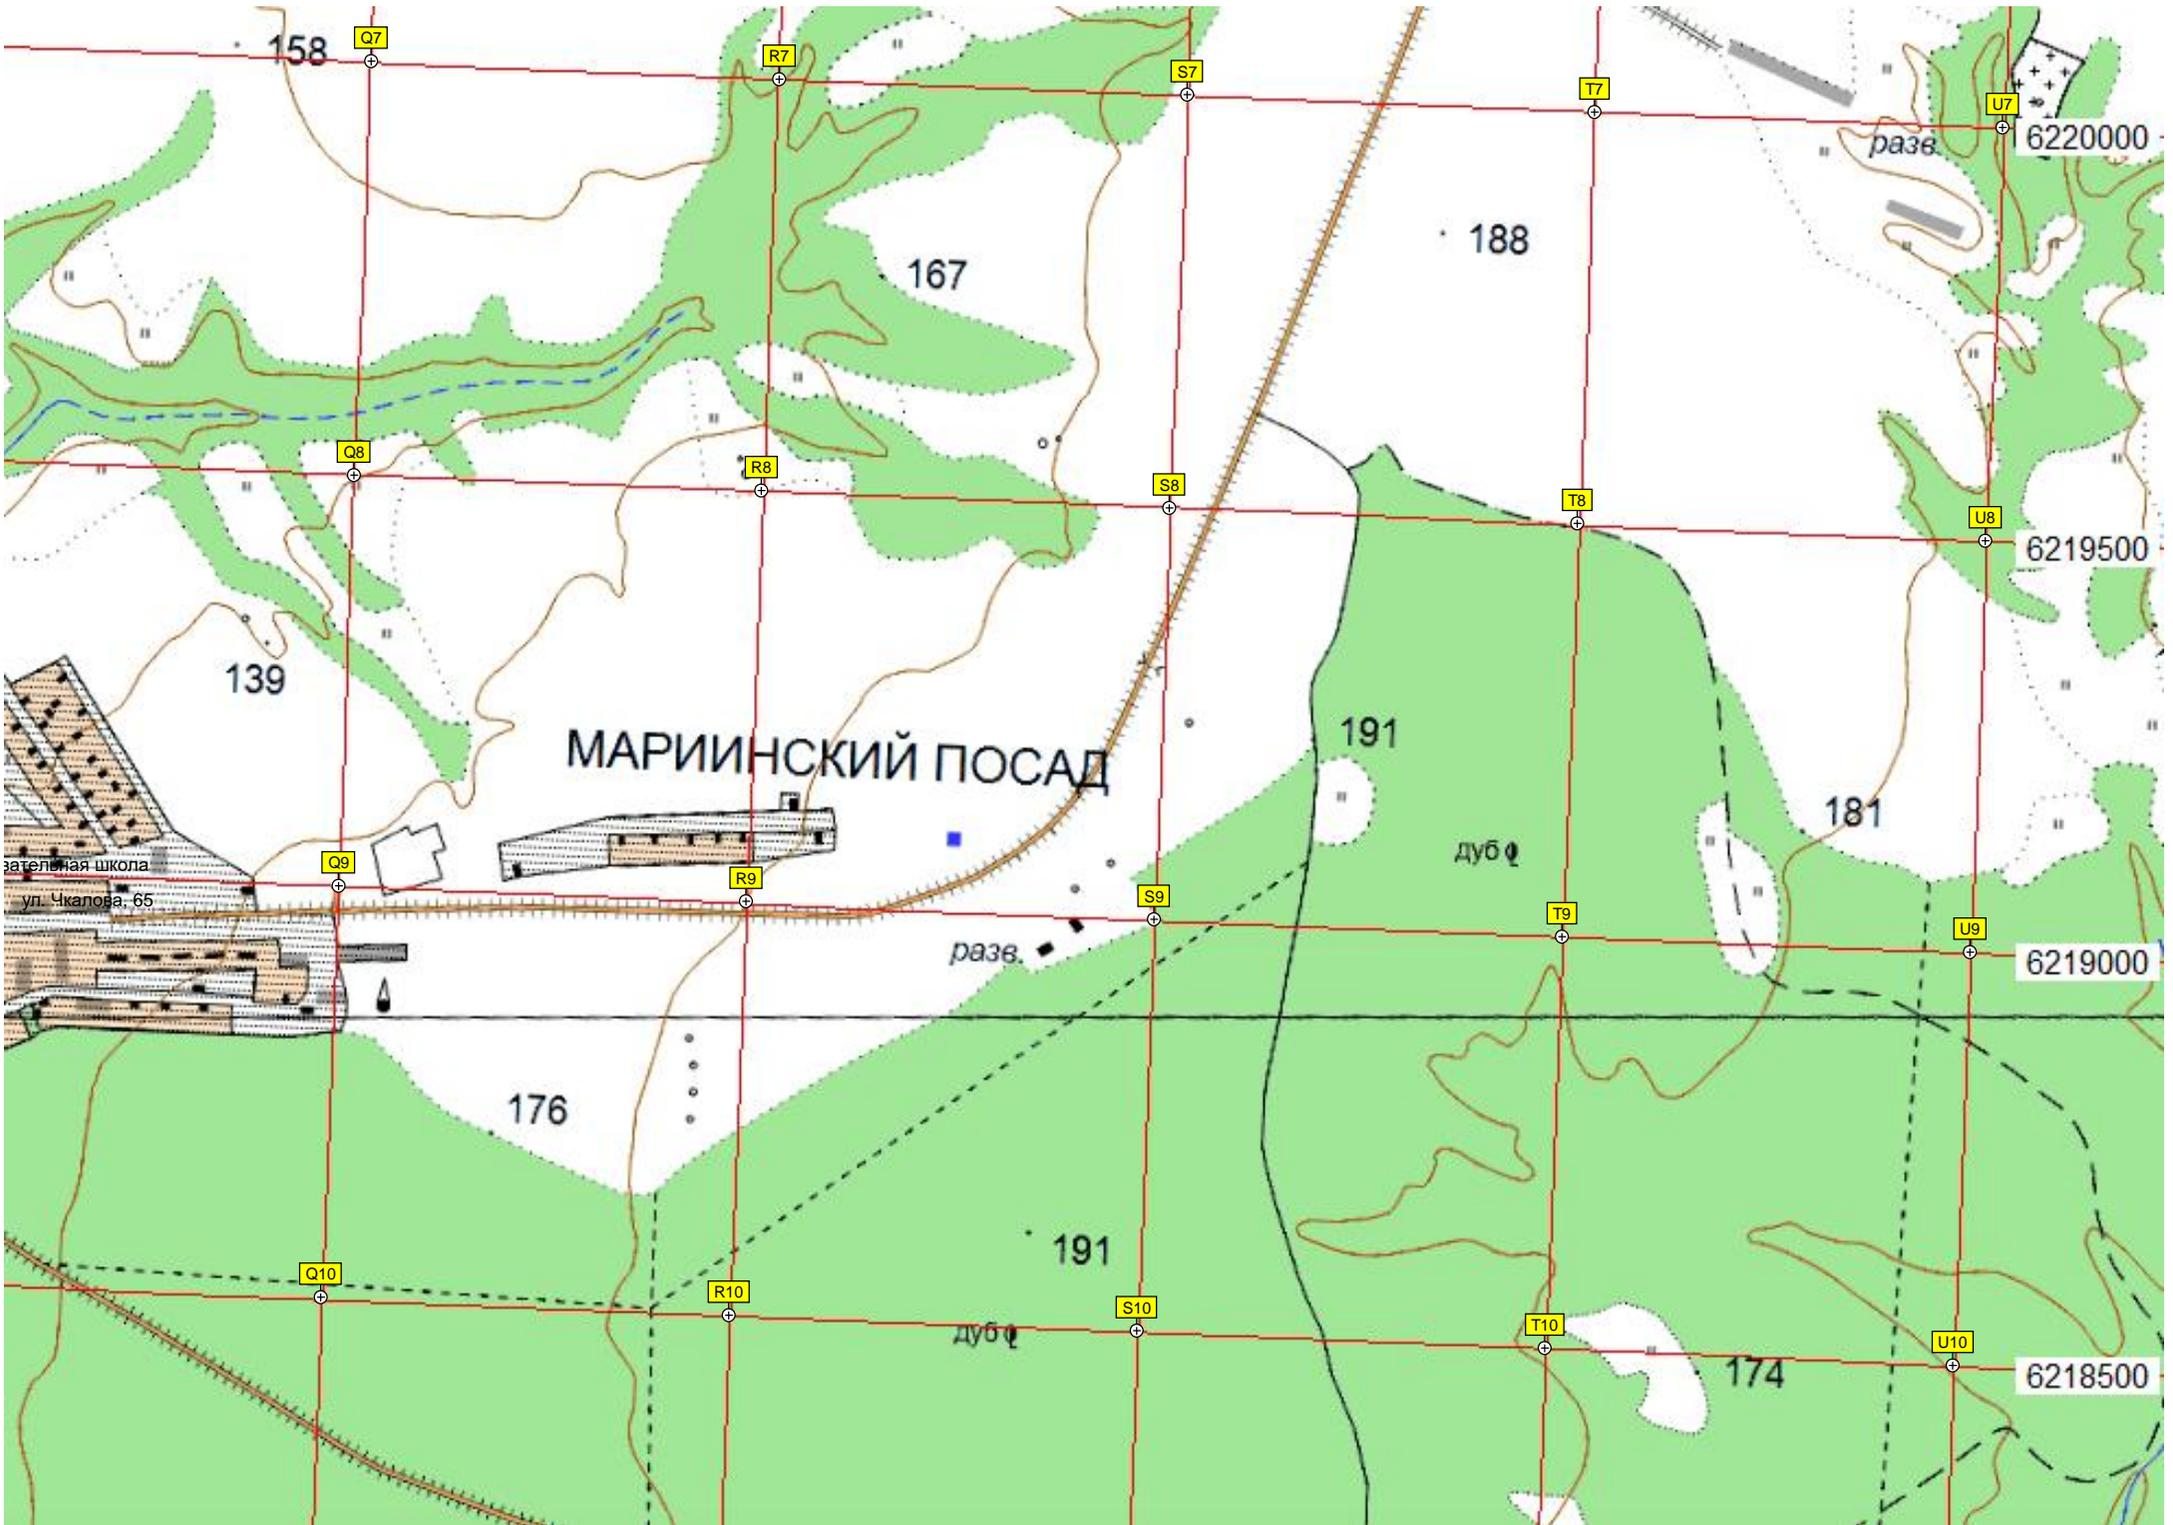 158
Q7
R7
S7
T7
U7
6220000
разв.
188
167
Q8
R8
S8
T8
U8
6219500
139
191
МАРИИНСКИЙ ПОСАД
181
дуб
вательная школа
Q9
R9
S9
T9
U9
ул. Чкалова, 65
разв.
6219000
176
191
Q10
R10
S10
T10
U10
дуб
174
6218500